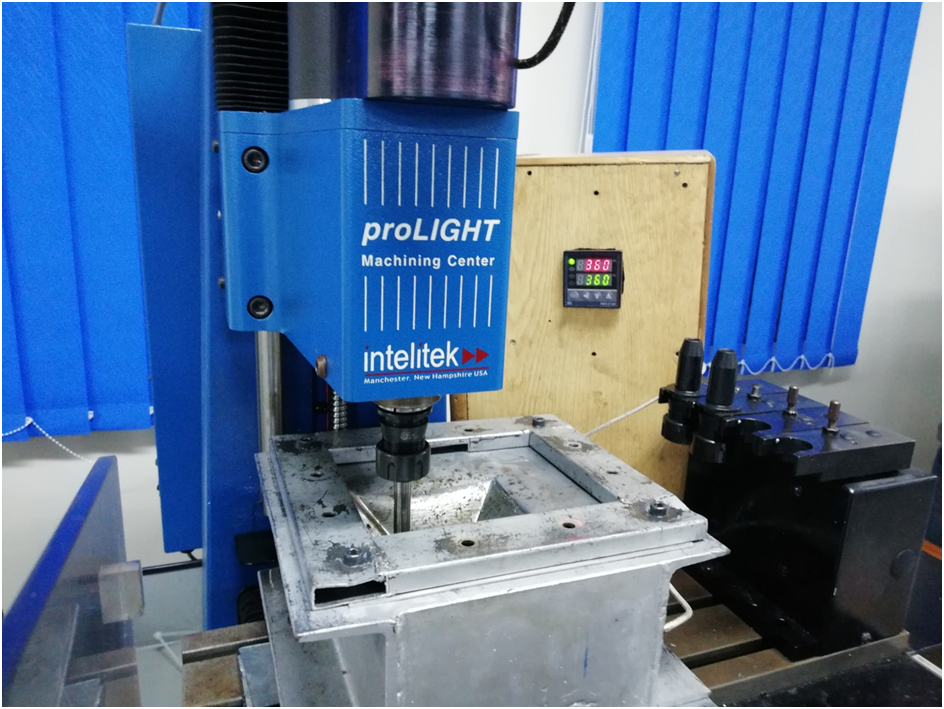 proLIGHT
Machining Center
intelitek
Manchester, New Hampshire USA
360
360